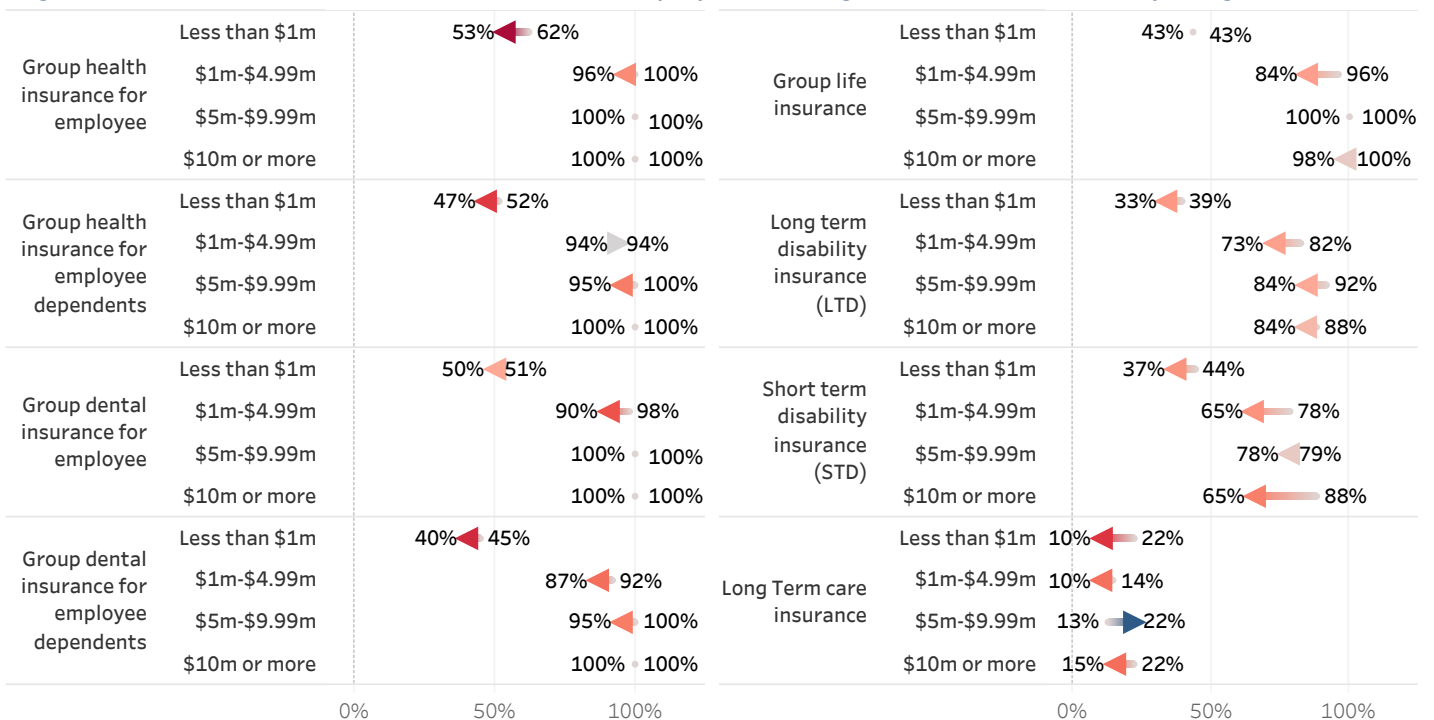 Less than $1m 53% 62%
Group health insurance for employee
$1m-$4.99m 96% 100%
$5m-$9.99m 100% 100%
$10m or more 100% 100%
Less than $1m 47% 52%
Group health insurance for employee dependents
$1m-$4.99m 94% 94%
$5m-$9.99m 95% 100%
$10m or more 100% 100%
Less than $1m 50% 51%
Group dental insurance for employee
$1m-$4.99m 90% 98%
$5m-$9.99m 100% 100%
$10m or more 100% 100%
Less than $1m 40% 45%
Group dental insurance for employee dependents
$1m-$4.99m 87% 92%
$5m-$9.99m 95% 100%
$10m or more 100% 100%
0% 50% 100%
Less than $1m 43% 43%
Group life insurance
$1m-$4.99m 84% 96%
$5m-$9.99m 100% 100%
$10m or more 98% 100%
Less than $1m 33% 39%
Long term disability insurance (LTD)
$1m-$4.99m 73% 82%
$5m-$9.99m 84% 92%
$10m or more 84% 88%
Less than $1m 37% 44%
Short term disability insurance (STD)
$1m-$4.99m 65% 78%
$5m-$9.99m 78% 79%
$10m or more 65% 88%
Less than $1m 10% 22%
Long Term care insurance
$1m-$4.99m 10% 14%
$5m-$9.99m 13% 22%
$10m or more 15% 22%
0% 50% 100%